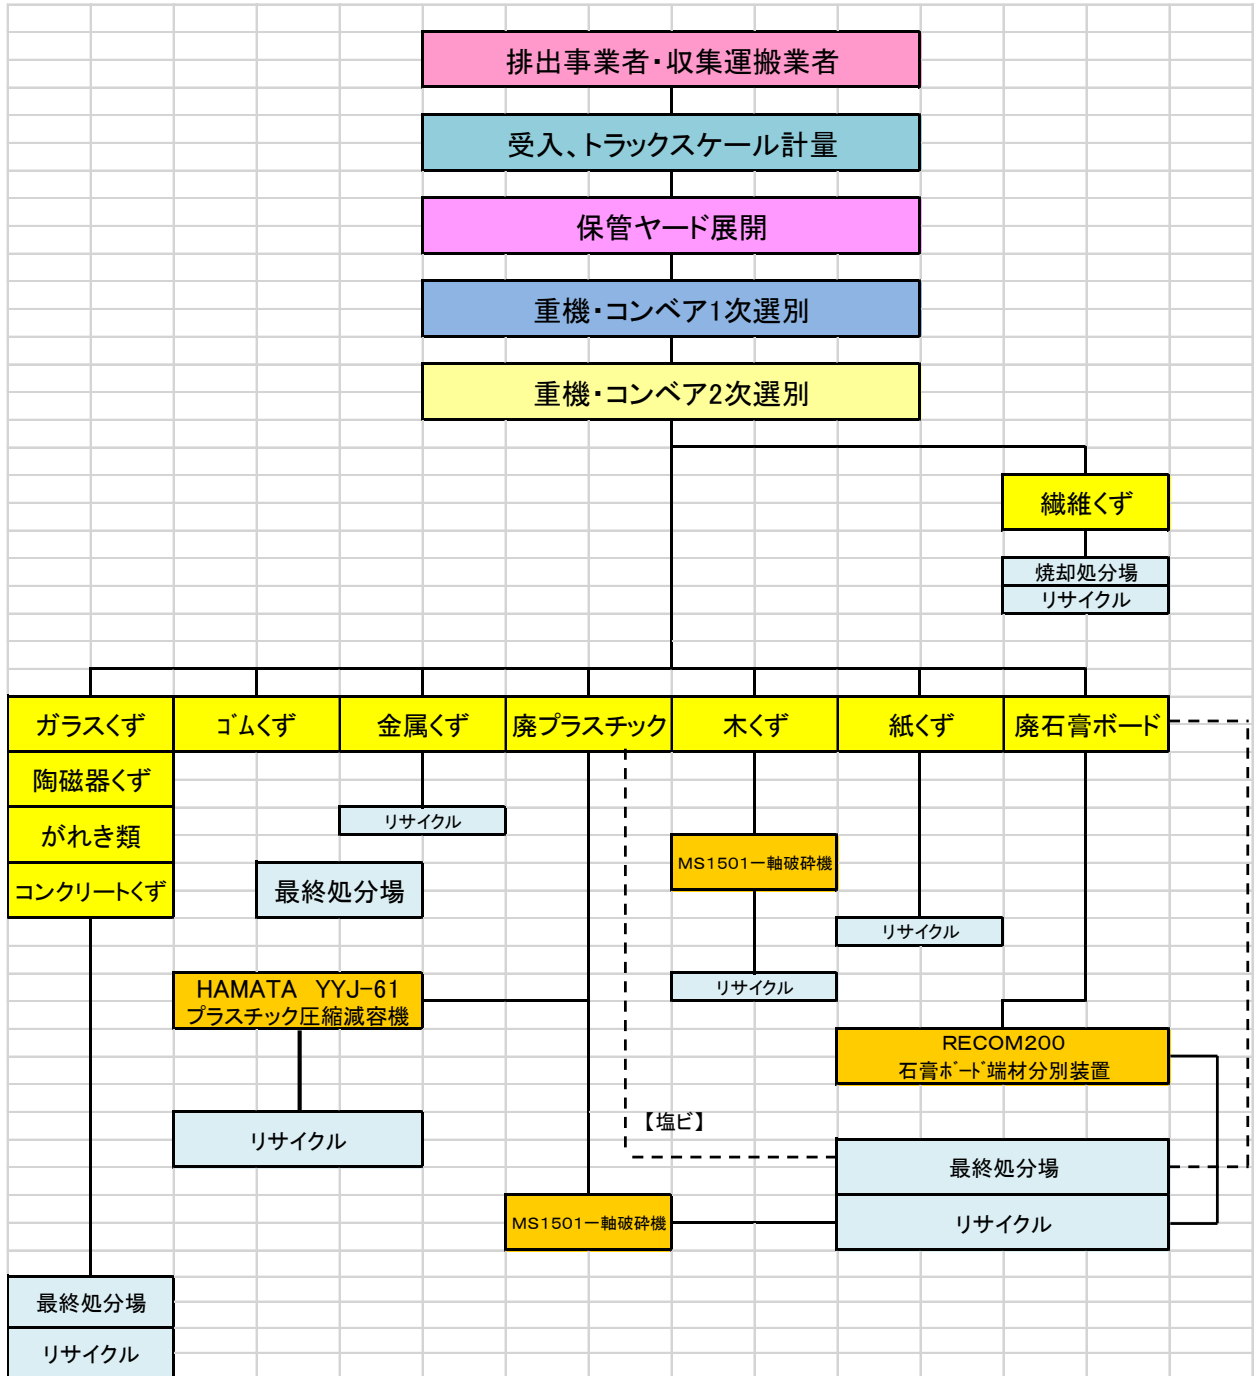 排出事業者・収集運搬業者
受入、トラックスケール計量
保管ヤード展開
重機・コンベア1次選別
重機・コンベア2次選別
繊維くず
焼却処分場
リサイクル
ガラスくず
ゴムくず
金属くず
廃プラスチック
木くず
紙くず
廃石膏ボード
陶磁器くず
がれき類
コンクリートくず
リサイクル
最終処分場
MS1501一軸破砕機
リサイクル
リサイクル
HAMATA　YYJ-61
プラスチック圧縮減容機
リサイクル
RECOM200
石膏ボード端材分別装置
【塩ビ】
最終処分場
リサイクル
MS1501一軸破砕機
最終処分場
リサイクル